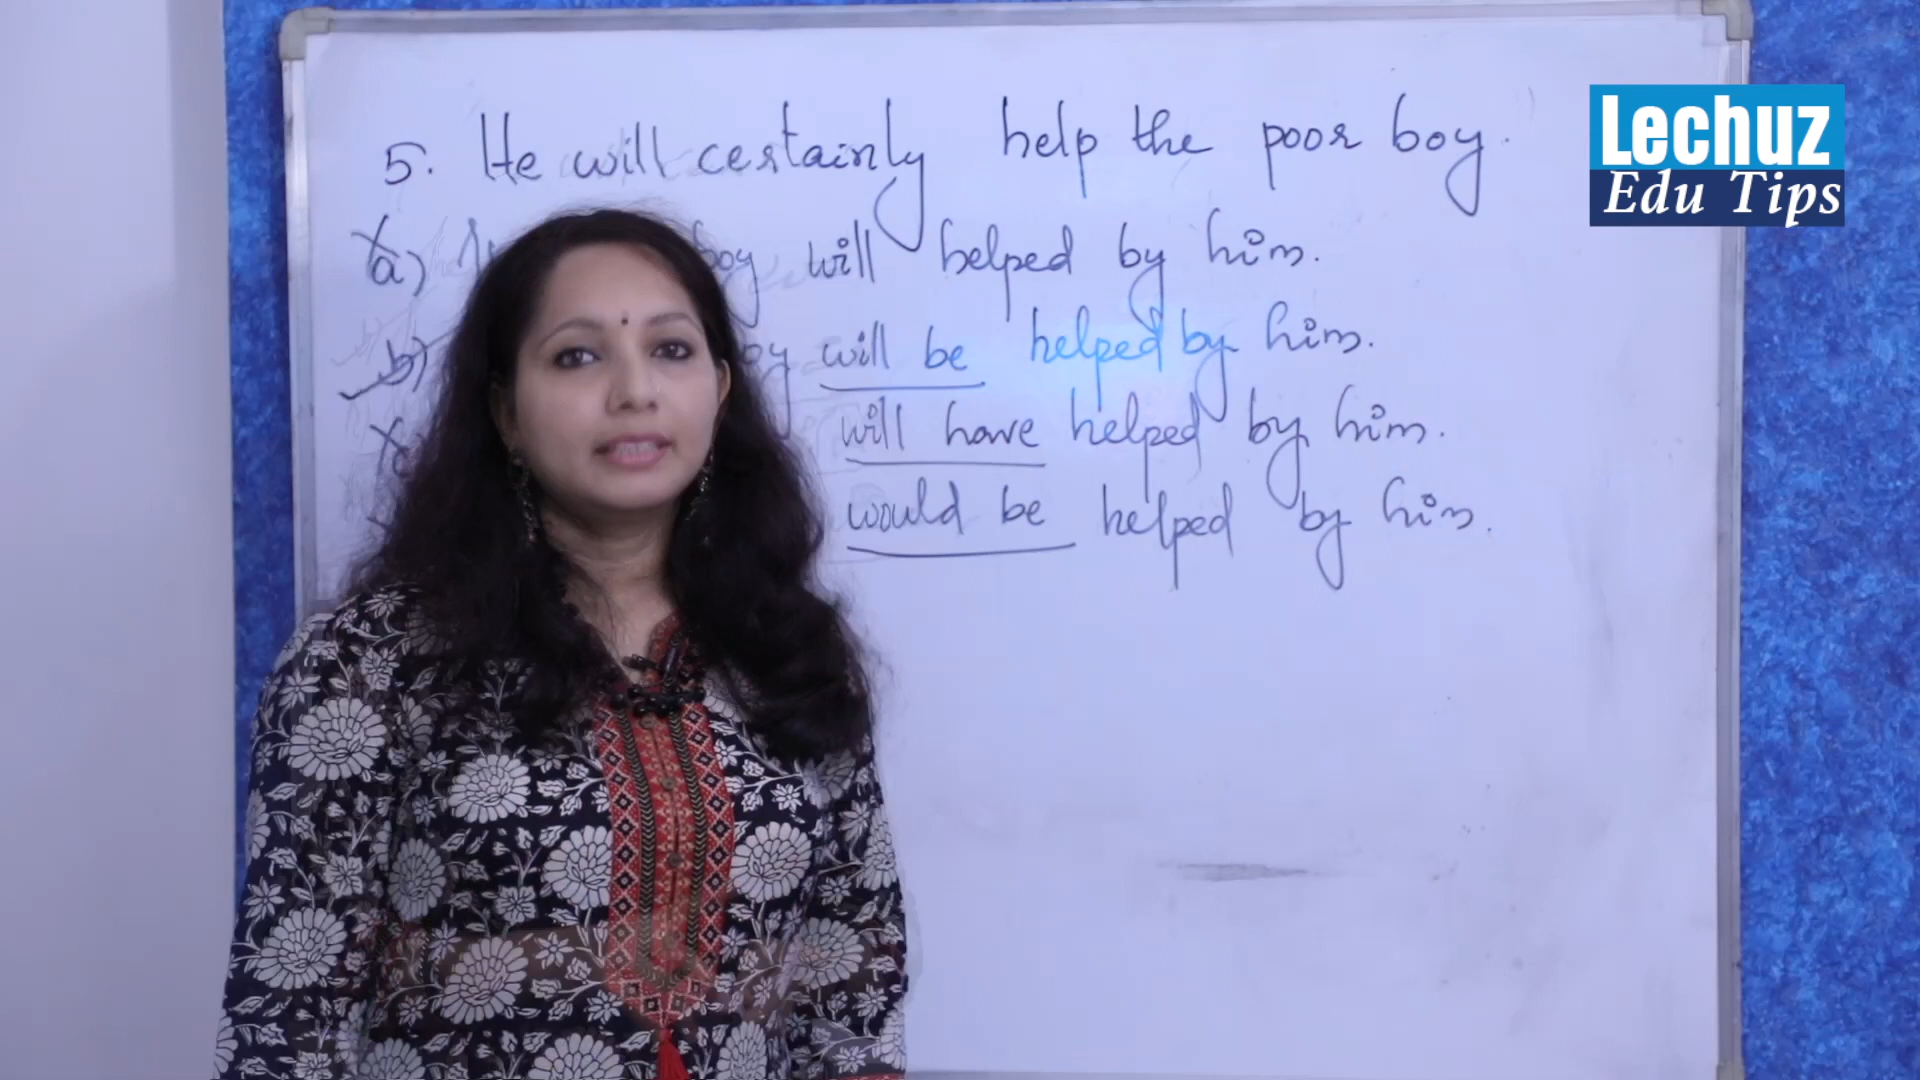 5. He will certainly help the poor boy.
a) boy will helped by him.
b) will be helped by him.
will have helped by him.
would be helped by him.
Lechuz
Edu Tips